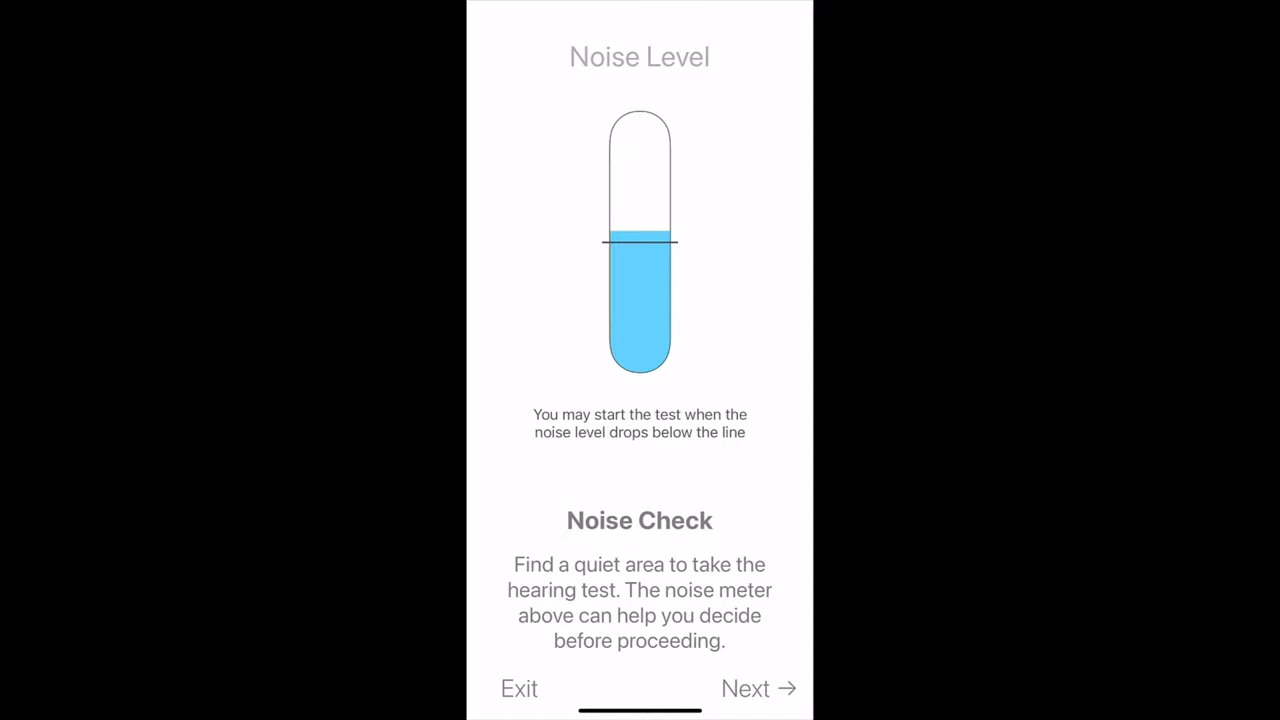 Noise Level
You may start the test when the
noise level drops below the line
Noise Check
Find a quiet area to take the
hearing test. The noise meter
above can help you decide
before proceeding.
Exit
Next →